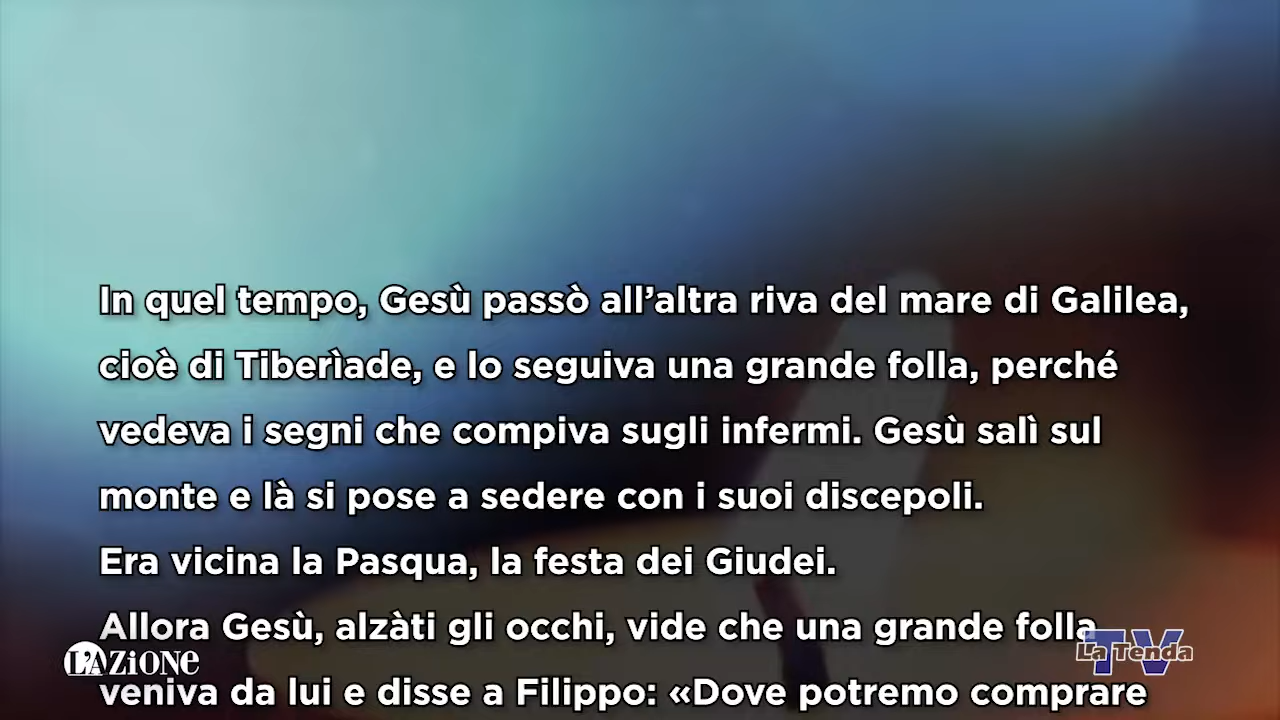 In quel tempo, Gesù passò all’altra riva del mare di Galilea,
cioè di Tiberìade, e lo seguiva una grande folla, perché
vedeva i segni che compiva sugli infermi. Gesù salì sul
monte e là si pose a sedere con i suoi discepoli.
Era vicina la Pasqua, la festa dei Giudei.
Allora Gesù, alzàti gli occhi, vide che una grande folla
veniva da lui e disse a Filippo: «Dove potremo comprare
L'AZIONE
TV La Tenda